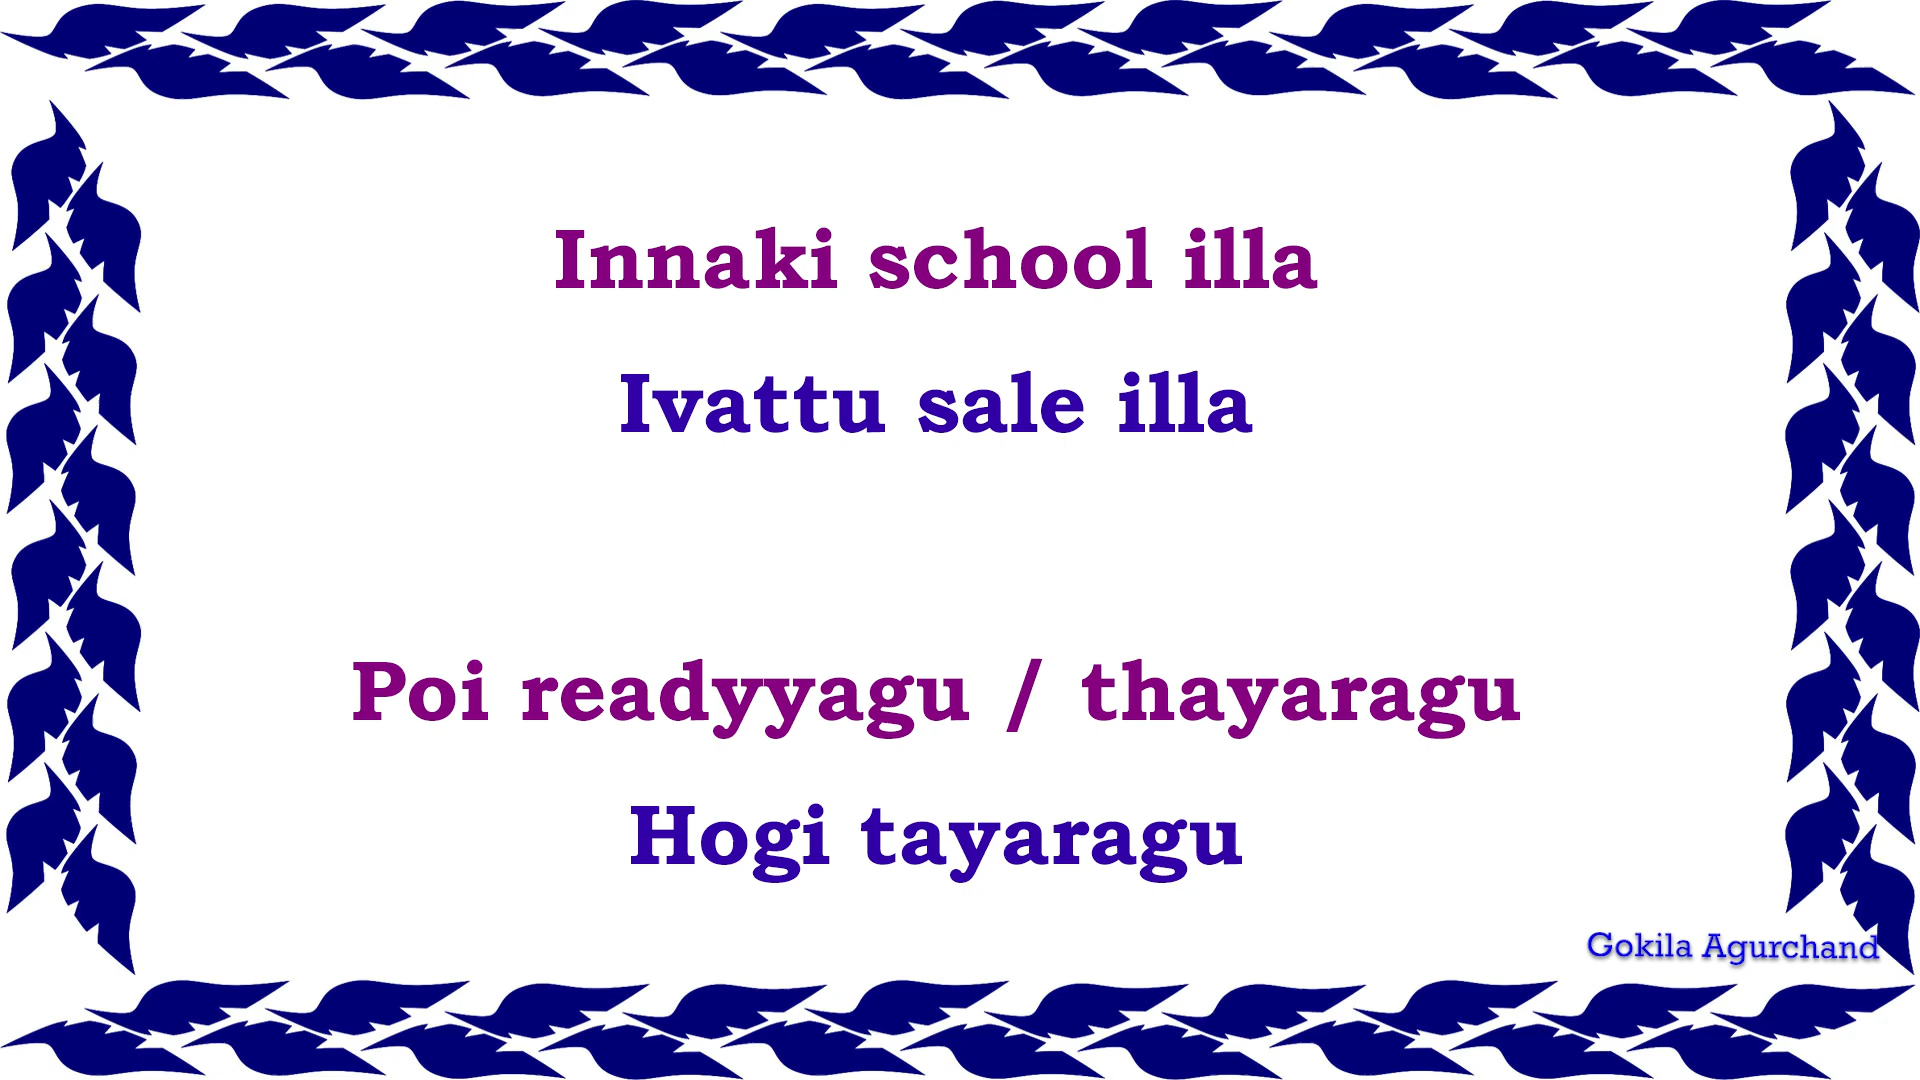 Innaki school illa
Ivattu sale illa
Poi readyyagu / thayaragu
Hogi tayaragu
Gokila Agurchand